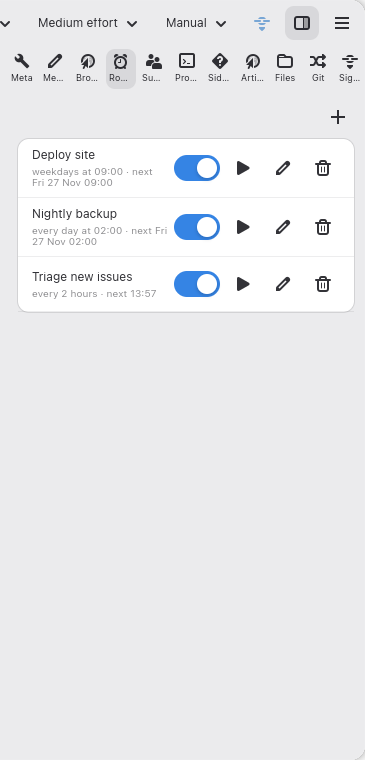 Medium effort Manual
Meta Me... Bro... Ro... Su... Pro... Sid... Arti... Files Git Sig...
Deploy site
weekdays at 09:00 · next
Fri 27 Nov 09:00
Nightly backup
every day at 02:00 · next Fri
27 Nov 02:00
Triage new issues
every 2 hours · next 13:57